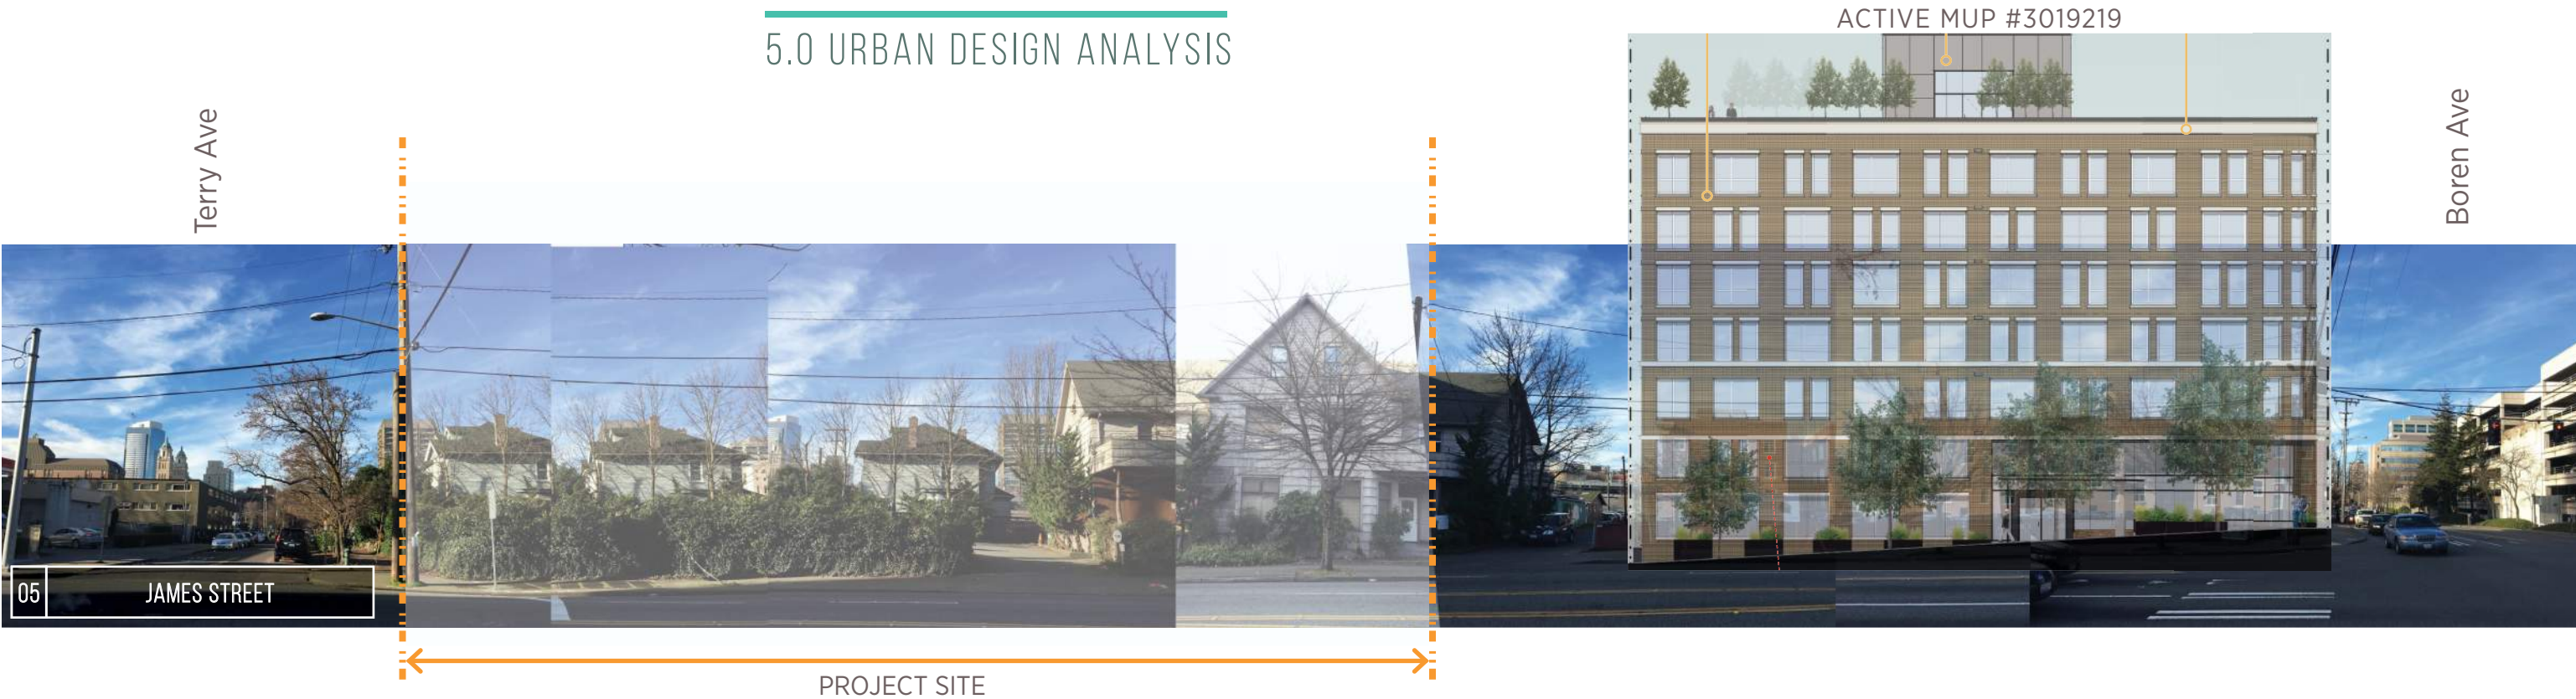 5.0 URBAN DESIGN ANALYSIS
ACTIVE MUP #3019219
Terry Ave
Boren Ave
05 JAMES STREET
PROJECT SITE